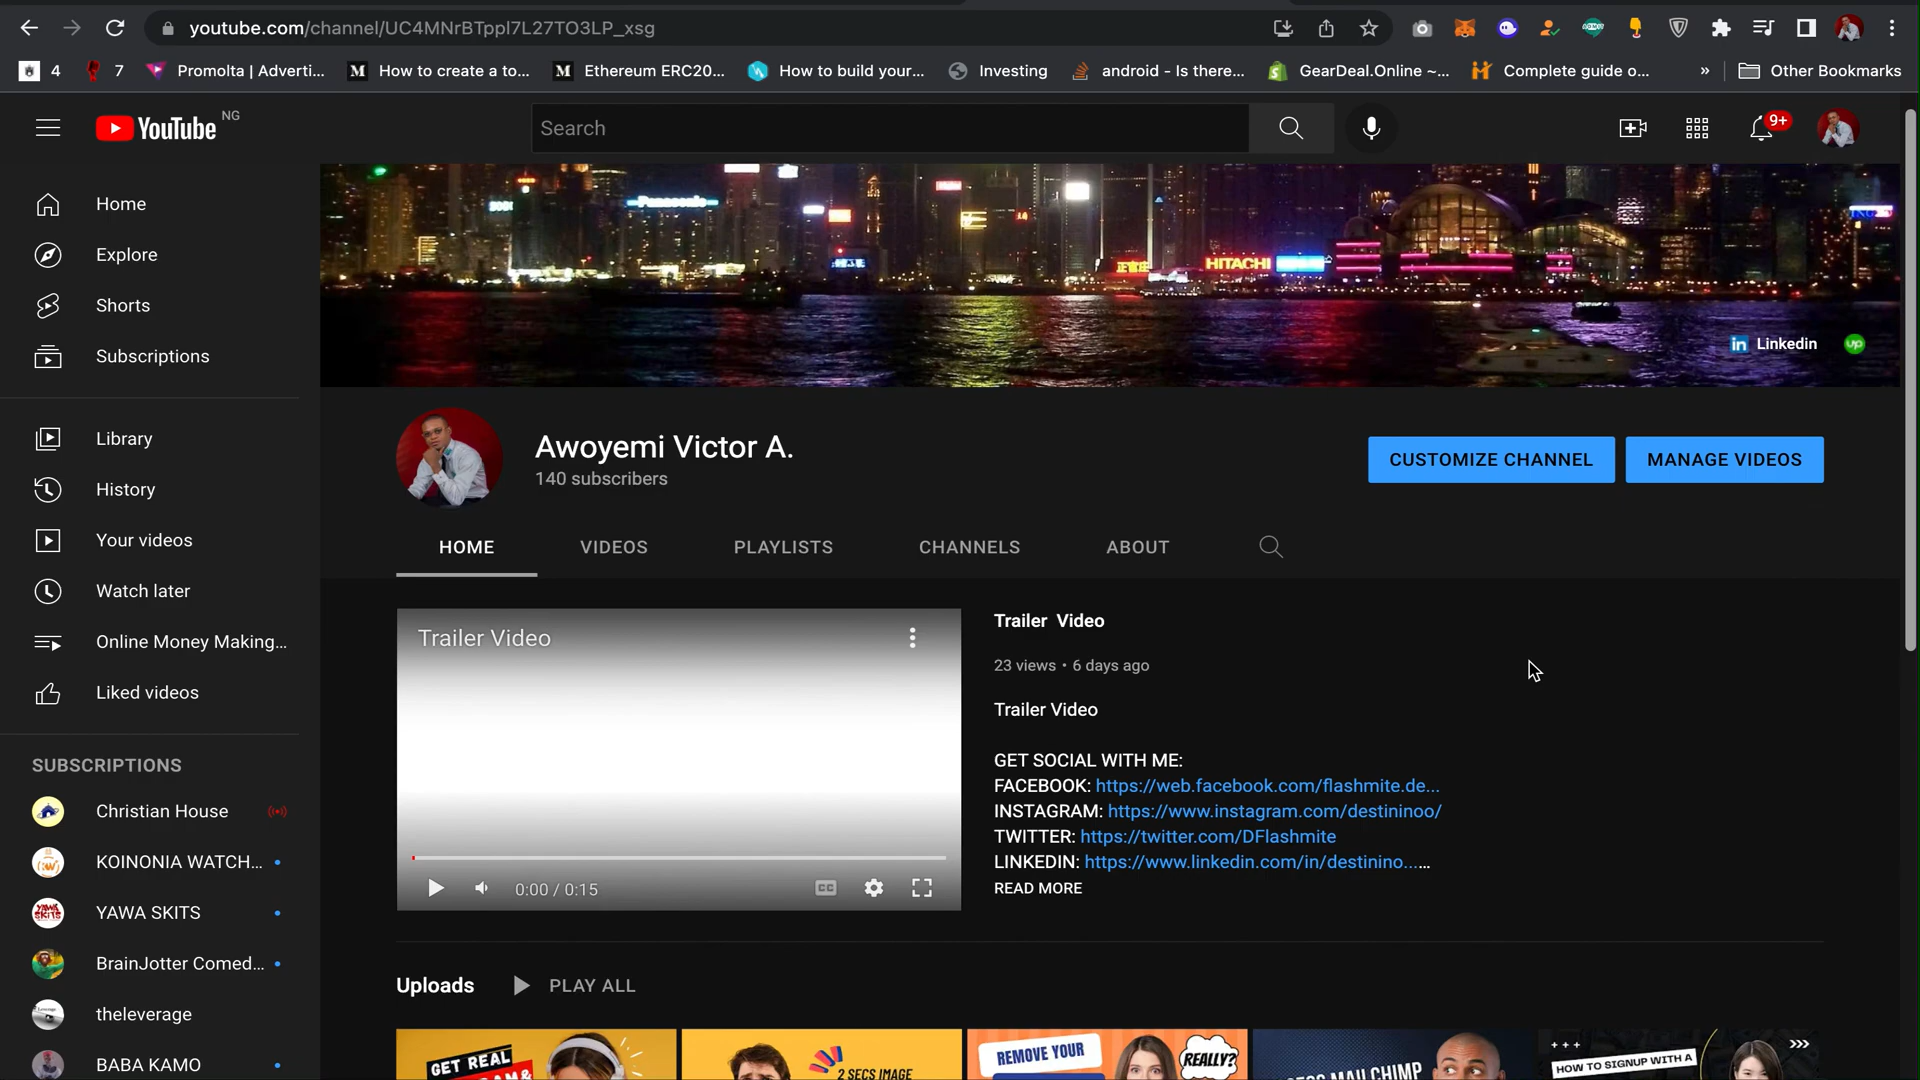 youtube.com/channel/UC4MNrBTppl7L27TO3LP_xsg
4
7
Promolta | Adverti...
How to create a to...
Ethereum ERC20...
How to build your...
Investing
android - Is there...
GearDeal.Online ~...
Complete guide o...
»
Other Bookmarks
YouTube NG
Search
9+
Home
Explore
Shorts
Subscriptions
Library
History
Your videos
Watch later
Online Money Making...
Liked videos
SUBSCRIPTIONS
Christian House
KOINONIA WATCH...
YAWA SKITS
BrainJotter Comed...
theleverage
BABA KAMO
Panasonic
HITACHI
in Linkedin
up
Awoyemi Victor A.
140 subscribers
CUSTOMIZE CHANNEL
MANAGE VIDEOS
HOME
VIDEOS
PLAYLISTS
CHANNELS
ABOUT
Trailer Video
0:00 / 0:15
CC
Trailer Video
23 views • 6 days ago
Trailer Video
GET SOCIAL WITH ME:
FACEBOOK: https://web.facebook.com/flashmite.de...
INSTAGRAM: https://www.instagram.com/destininoo/
TWITTER: https://twitter.com/DFlashmite
LINKEDIN: https://www.linkedin.com/in/destinino......
READ MORE
Uploads
PLAY ALL
GET REAL
2 SECS IMAGE
REMOVE YOUR
REALLY?
MAILCHIMP
HOW TO SIGNUP WITH A